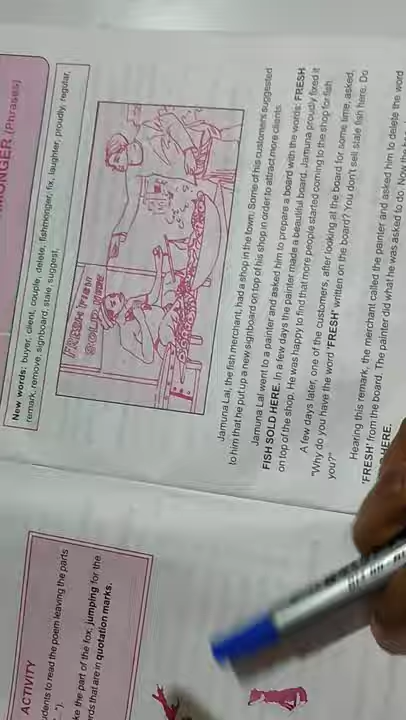 MONGER (Phrases)
New words: buyer, client, couple, delete, fishmonger, fix, laughter, proudly, regular,
remark, remove, signboard, stale, suggest.
FRESH FISH
SOLD HERE
Jamuna Lal, the fish merchant, had a shop in the town. Some of his customers suggested
to him that he put up a new signboard on top of his shop in order to attract more clients.
Jamuna Lal went to a painter and asked him to prepare a board with the words: FRESH
FISH SOLD HERE. In a few days the painter made a beautiful board. Jamuna proudly fixed it
on top of the shop. He was happy to find that more people started coming to the shop for fish.
A few days later, one of the customers, after looking at the board for some time, asked,
"Why do you have the word 'FRESH' written on the board? You don't sell stale fish here. Do
you?"
Hearing this remark, the merchant called the painter and asked him to delete the word
'FRESH' from the board. The painter did what he was asked to do. Now the
HERE.
ACTIVITY
udents to read the poem leaving the parts
").
ke the part of the fox, jumping for the
rds that are in quotation marks.